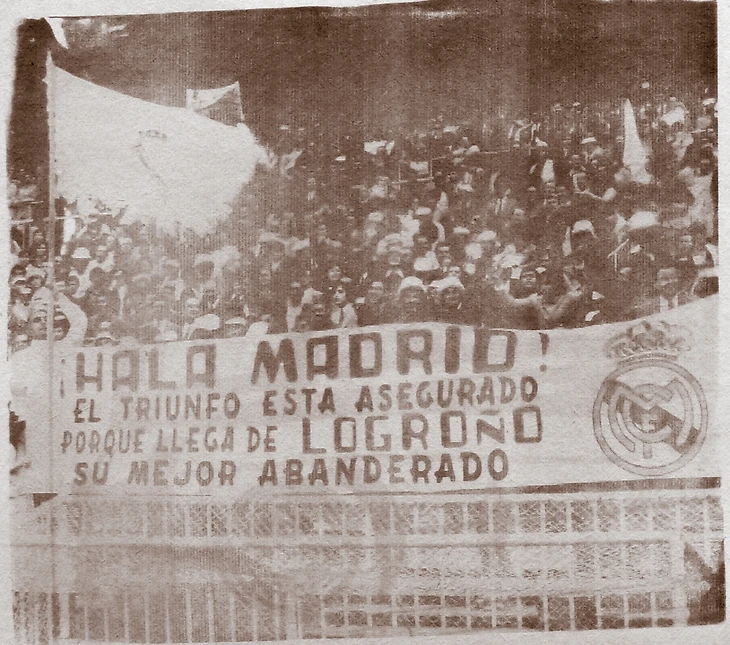 ¡HALA MADRID!
EL TRIUNFO ESTA ASEGURADO
PORQUE LLEGA DE LOGROÑO
SU MEJOR ABANDERADO